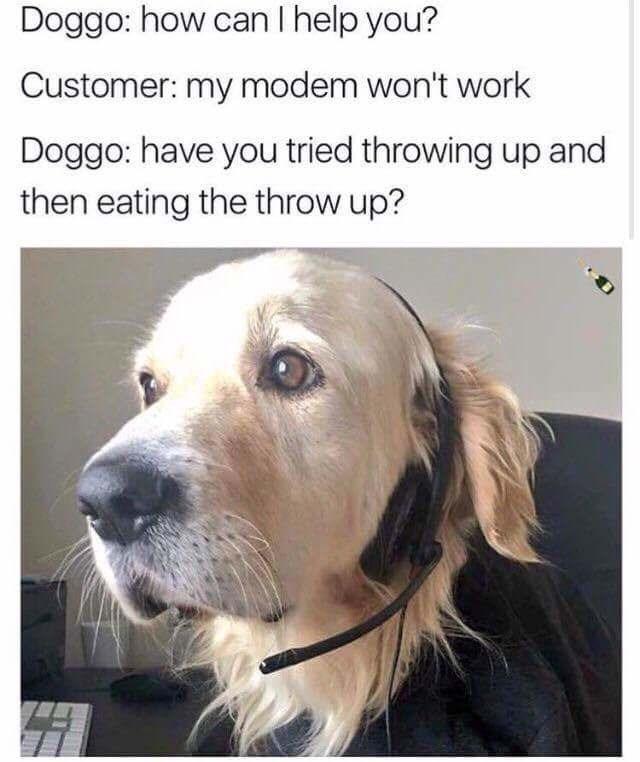 Doggo: how can I help you?
Customer: my modem won't work
Doggo: have you tried throwing up and
then eating the throw up?